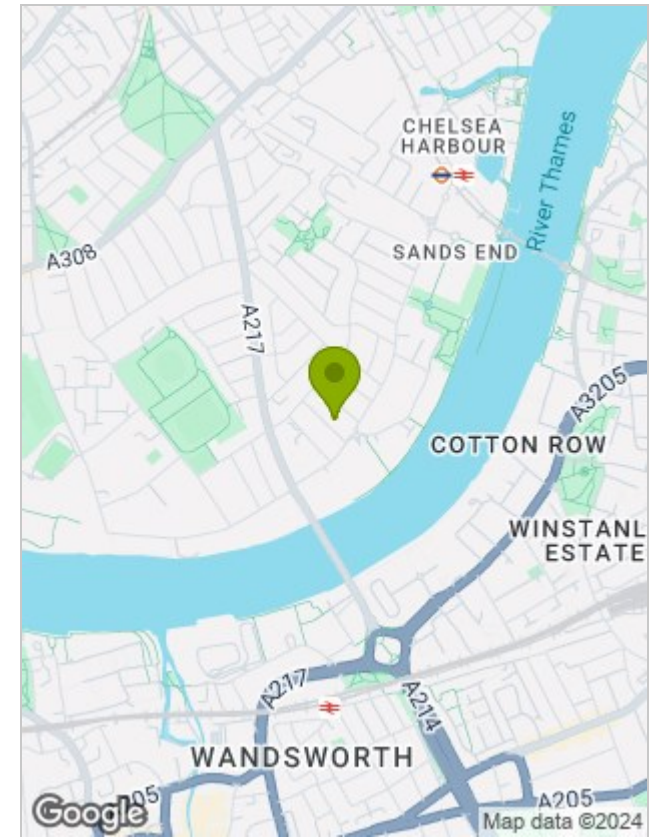 CHELSEA
HARBOUR
River Thames
SANDS END
A308
A217
A3205
COTTON ROW
WINSTANL
ESTATE
A217
A214
WANDSWORTH
A205
Google
Map data ©2024